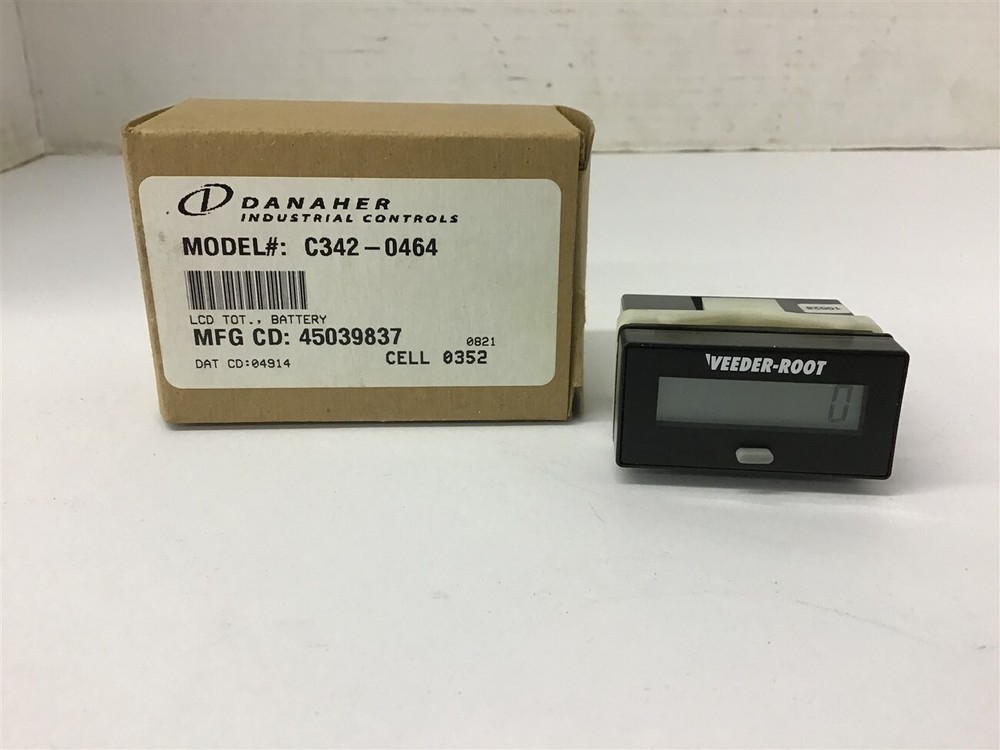 DANAHER
INDUSTRIAL CONTROLS
MODEL#: C342-0464
LCD TOT., BATTERY
MFG CD: 45039837
0821
DAT CD:04914
CELL 0352
VEEDER-ROOT
0